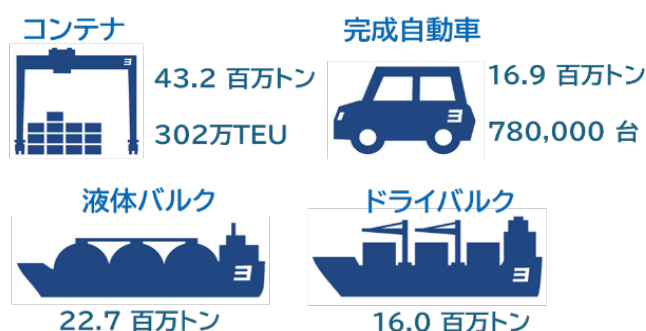 コンテナ
43.2 百万トン
302万TEU
完成自動車
16.9 百万トン
780,000 台
液体バルク
22.7 百万トン
ドライバルク
16.0 百万トン